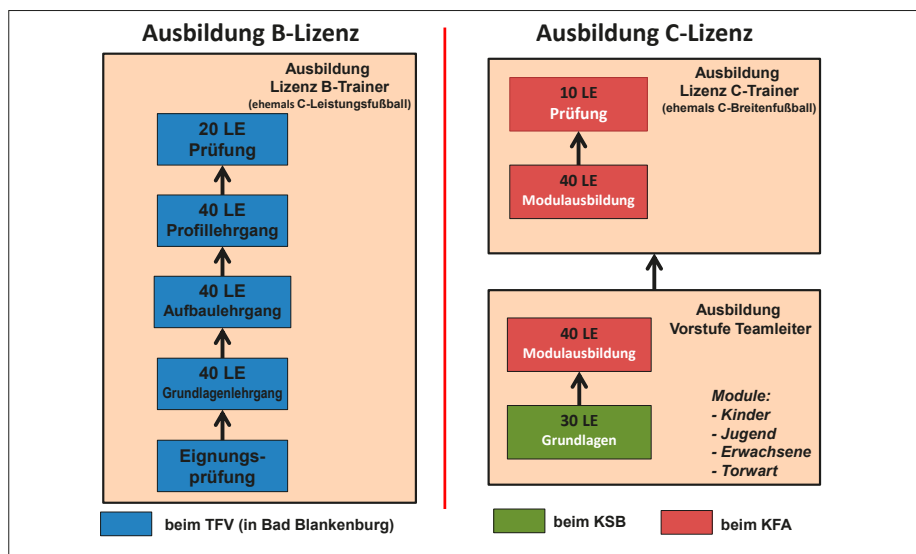 Ausbildung B-Lizenz
Ausbildung
Lizenz B-Trainer
(ehemals C-Leistungsfußball)
20 LE
Prüfung
40 LE
Profillehrgang
40 LE
Aufbaulehrgang
40 LE
Grundlagenlehrgang
Eignungs-
prüfung
beim TFV (in Bad Blankenburg)
Ausbildung C-Lizenz
Ausbildung
Lizenz C-Trainer
(ehemals C-Breitenfußball)
10 LE
Prüfung
40 LE
Modulausbildung
Ausbildung
Vorstufe Teamleiter
40 LE
Modulausbildung
30 LE
Grundlagen
Module:
- Kinder
- Jugend
- Erwachsene
- Torwart
beim KSB
beim KFA